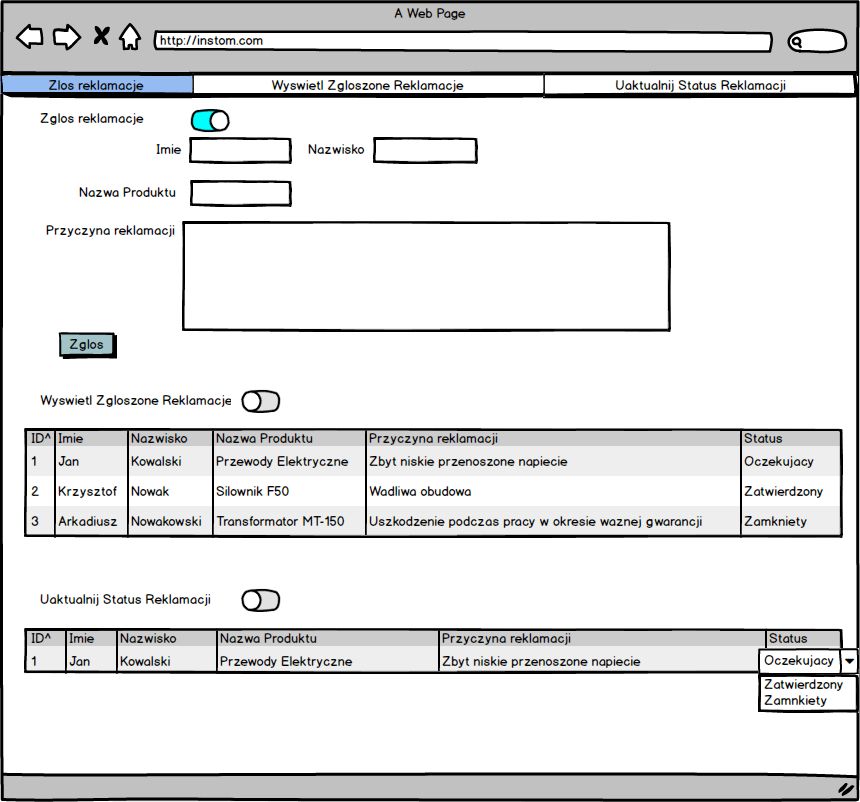 A Web Page
http://instom.com
Zlos reklamacje Wyswietl Zgloszone Reklamacje Uaktualnij Status Reklamacji
Zglos reklamacje
Imie Nazwisko
Nazwa Produktu
Przyczyna reklamacji
Zglos
Wyswietl Zgloszone Reklamacje
ID^ Imie Nazwisko Nazwa Produktu Przyczyna reklamacji Status
1 Jan Kowalski Przewody Elektryczne Zbyt niskie przenoszone napiecie Oczekujacy
2 Krzysztof Nowak Silownik F50 Wadliwa obudowa Zatwierdzony
3 Arkadiusz Nowakowski Transformator MT-150 Uszkodzenie podczas pracy w okresie waznej gwarancji Zamkniety
Uaktualnij Status Reklamacji
ID^ Imie Nazwisko Nazwa Produktu Przyczyna reklamacji Status
1 Jan Kowalski Przewody Elektryczne Zbyt niskie przenoszone napiecie Oczekujacy
Zatwierdzony
Zamnkiety